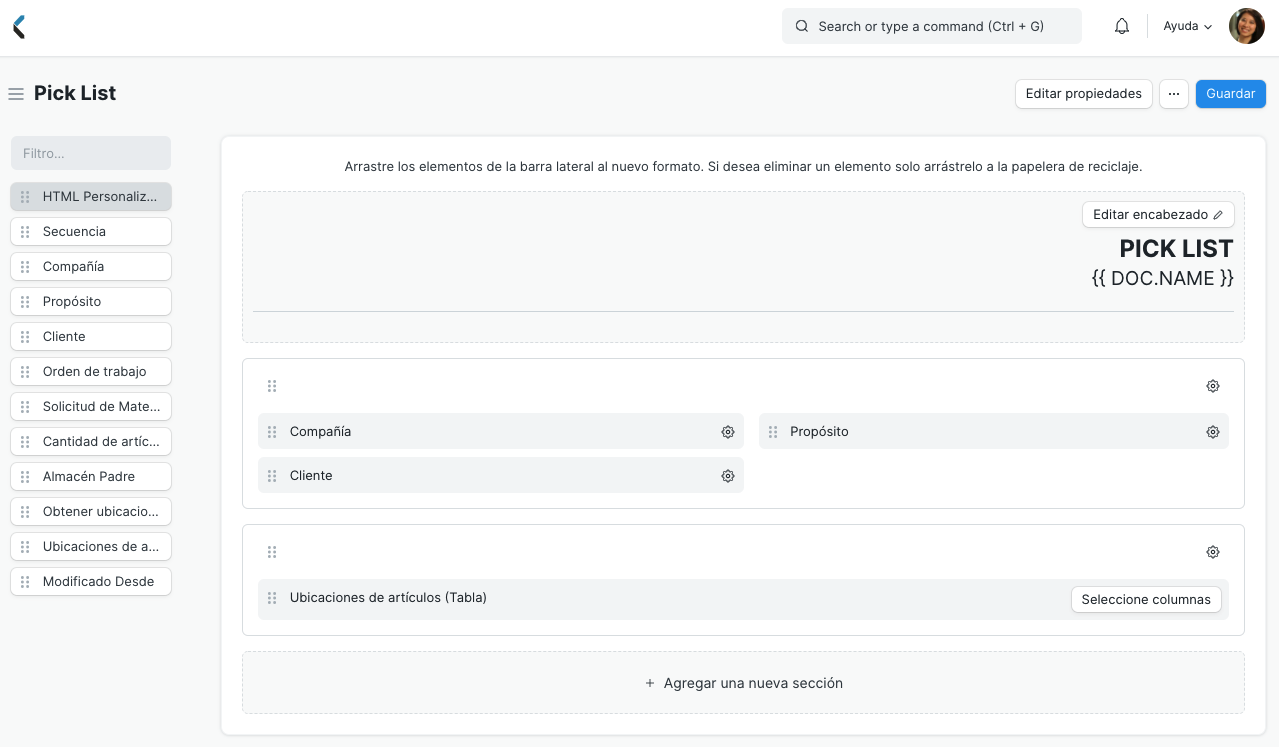 Search or type a command (Ctrl + G)
Ayuda
Pick List
Editar propiedades
...
Guardar
Filtro...
HTML Personaliz...
Secuencia
Compañía
Propósito
Cliente
Orden de trabajo
Solicitud de Mate...
Cantidad de artíc...
Almacén Padre
Obtener ubicacio...
Ubicaciones de a...
Modificado Desde
Arrastre los elementos de la barra lateral al nuevo formato. Si desea eliminar un elemento solo arrástrelo a la papelera de reciclaje.
Editar encabezado
PICK LIST
{{ DOC.NAME }}
Compañía
Propósito
Cliente
Ubicaciones de artículos (Tabla)
Seleccione columnas
+ Agregar una nueva sección